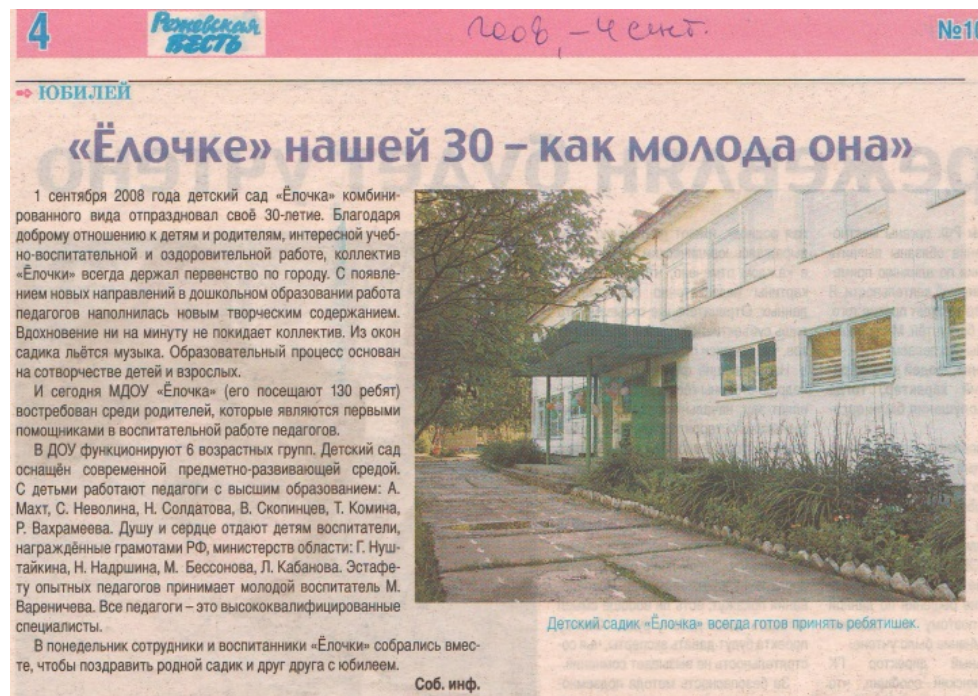 4
Режевская
ВЕСТЬ
2008, – 4 сент.
ЮБИЛЕЙ
«Ёлочке» нашей 30 – как молода она»
1 сентября 2008 года детский сад «Ёлочка» комбини-
рованного вида отпраздновал своё 30-летие. Благодаря
доброму отношению к детям и родителям, интересной учеб-
но-воспитательной и оздоровительной работе, коллектив
«Ёлочки» всегда держал первенство по городу. С появле-
нием новых направлений в дошкольном образовании работа
педагогов наполнилась новым творческим содержанием.
Вдохновение ни на минуту не покидает коллектив. Из окон
садика льётся музыка. Образовательный процесс основан
на сотворчестве детей и взрослых.
И сегодня МДОУ «Ёлочка» (его посещают 130 ребят)
востребован среди родителей, которые являются первыми
помощниками в воспитательной работе педагогов.
В ДОУ функционируют 6 возрастных групп. Детский сад
оснащён современной предметно-развивающей средой.
С детьми работают педагоги с высшим образованием: А.
Махт, С. Неволина, Н. Солдатова, В. Скопинцев, Т. Комина,
Р. Вахрамеева. Душу и сердце отдают детям воспитатели,
награждённые грамотами РФ, министерств области: Г. Нуш-
тайкина, Н. Надршина, М. Бессонова, Л. Кабанова. Эстафе-
ту опытных педагогов принимает молодой воспитатель М.
Вареничева. Все педагоги – это высококвалифицированные
специалисты.
В понедельник сотрудники и воспитанники «Ёлочки» собрались вмес-
те, чтобы поздравить родной садик и друг друга с юбилеем.
Соб. инф.
Детский садик «Ёлочка» всегда готов принять ребятишек.